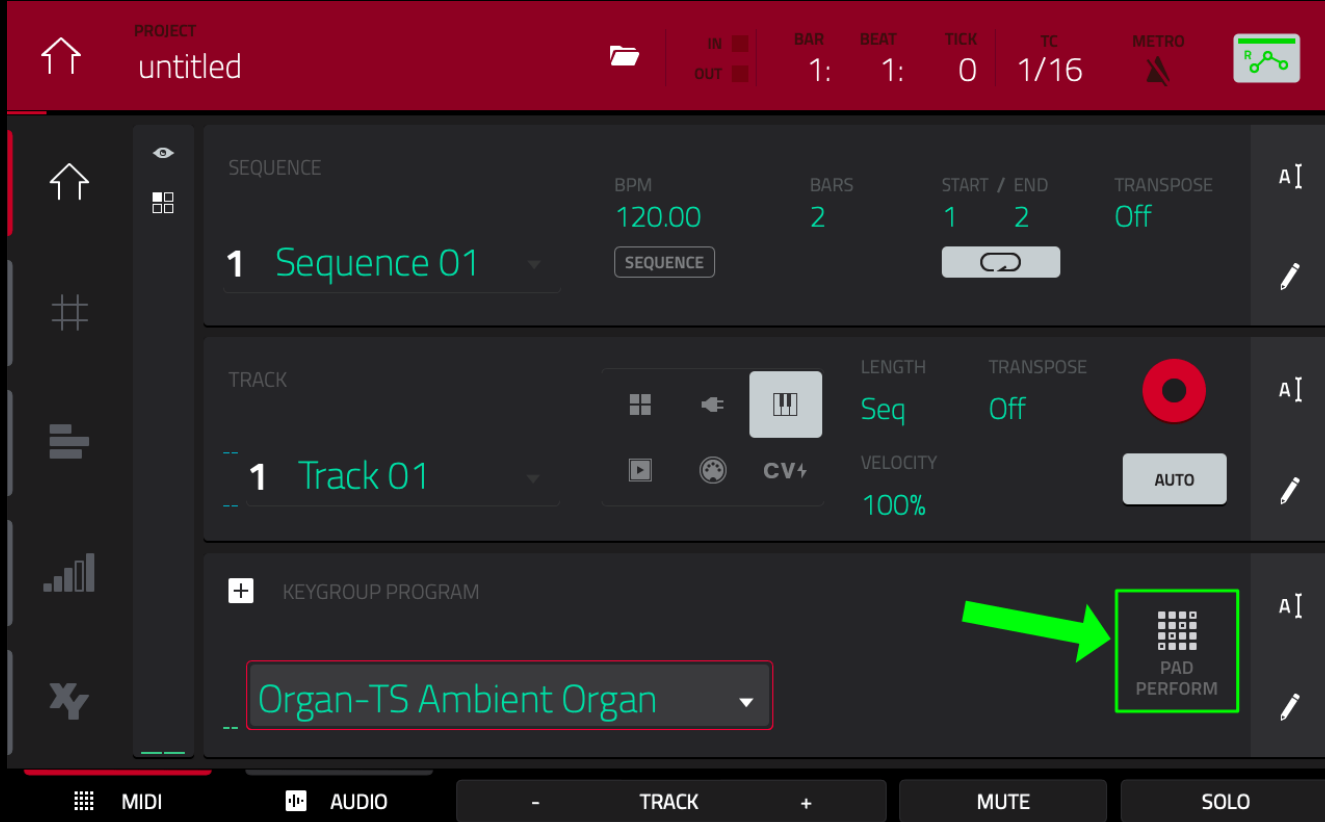 PROJECT
untitled
IN
OUT
BAR BEAT TICK TC METRO
1: 1: 0 1/16
R
SEQUENCE
BPM BARS START / END TRANSPOSE
120.00 2 1 2 Off
1 Sequence 01
SEQUENCE
A
TRACK
LENGTH TRANSPOSE
Seq Off
1 Track 01
CV
VELOCITY
100%
AUTO
A
KEYGROUP PROGRAM
Organ-TS Ambient Organ
PAD
PERFORM
A
XY
MIDI AUDIO - TRACK + MUTE SOLO